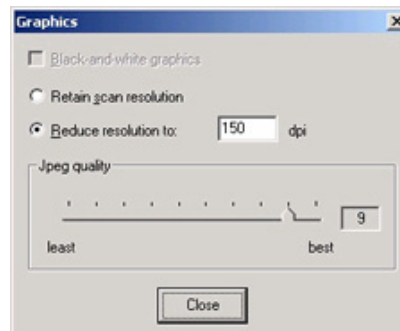 Graphics
Black-and-white graphics
Retain scan resolution
Reduce resolution to: 150 dpi
Jpeg quality
9
least best
Close